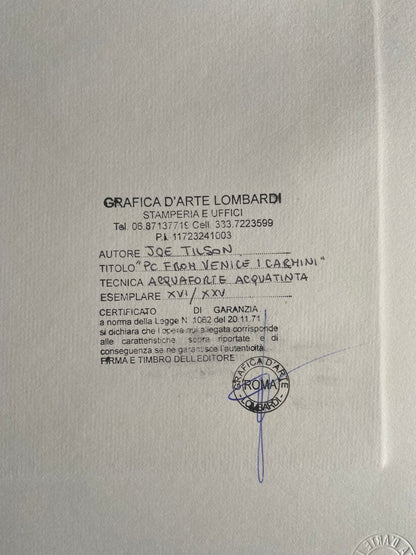 GRAFICA D'ARTE LOMBARDI
STAMPERIA E UFFICI
Tel. 06.87137719 Cell. 333.7223599
P.I. 11723241003
AUTORE JOE TILSON
TITOLO "PC FROM VENICE I CARMINI"
TECNICA ACQUAFORTE ACQUATINTA
ESEMPLARE XVI/XXV
CERTIFICATO DI GARANZIA
a norma della Legge N. 1062 del 20.11.71
si dichiara che l'opera qui allegata corrisponde
alle caratteristiche sopra riportate e di
conseguenza se ne garantisce l'autenticità.
FIRMA E TIMBRO DELL'EDITORE
GRAFICA D'ARTE
ROMA
LOMBARDI